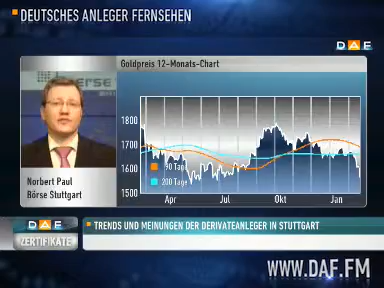 DEUTSCHES ANLEGER FERNSEHEN
DAF
Goldpreis 12-Monats-Chart
1800
1700
1600
1500
90 Tage
200 Tage
Apr
Jul
Okt
Jan
Norbert Paul
Börse Stuttgart
DAF
ZERTIFIKATE
TRENDS UND MEINUNGEN DER DERIVATEANLEGER IN STUTTGART
WWW.DAF.FM